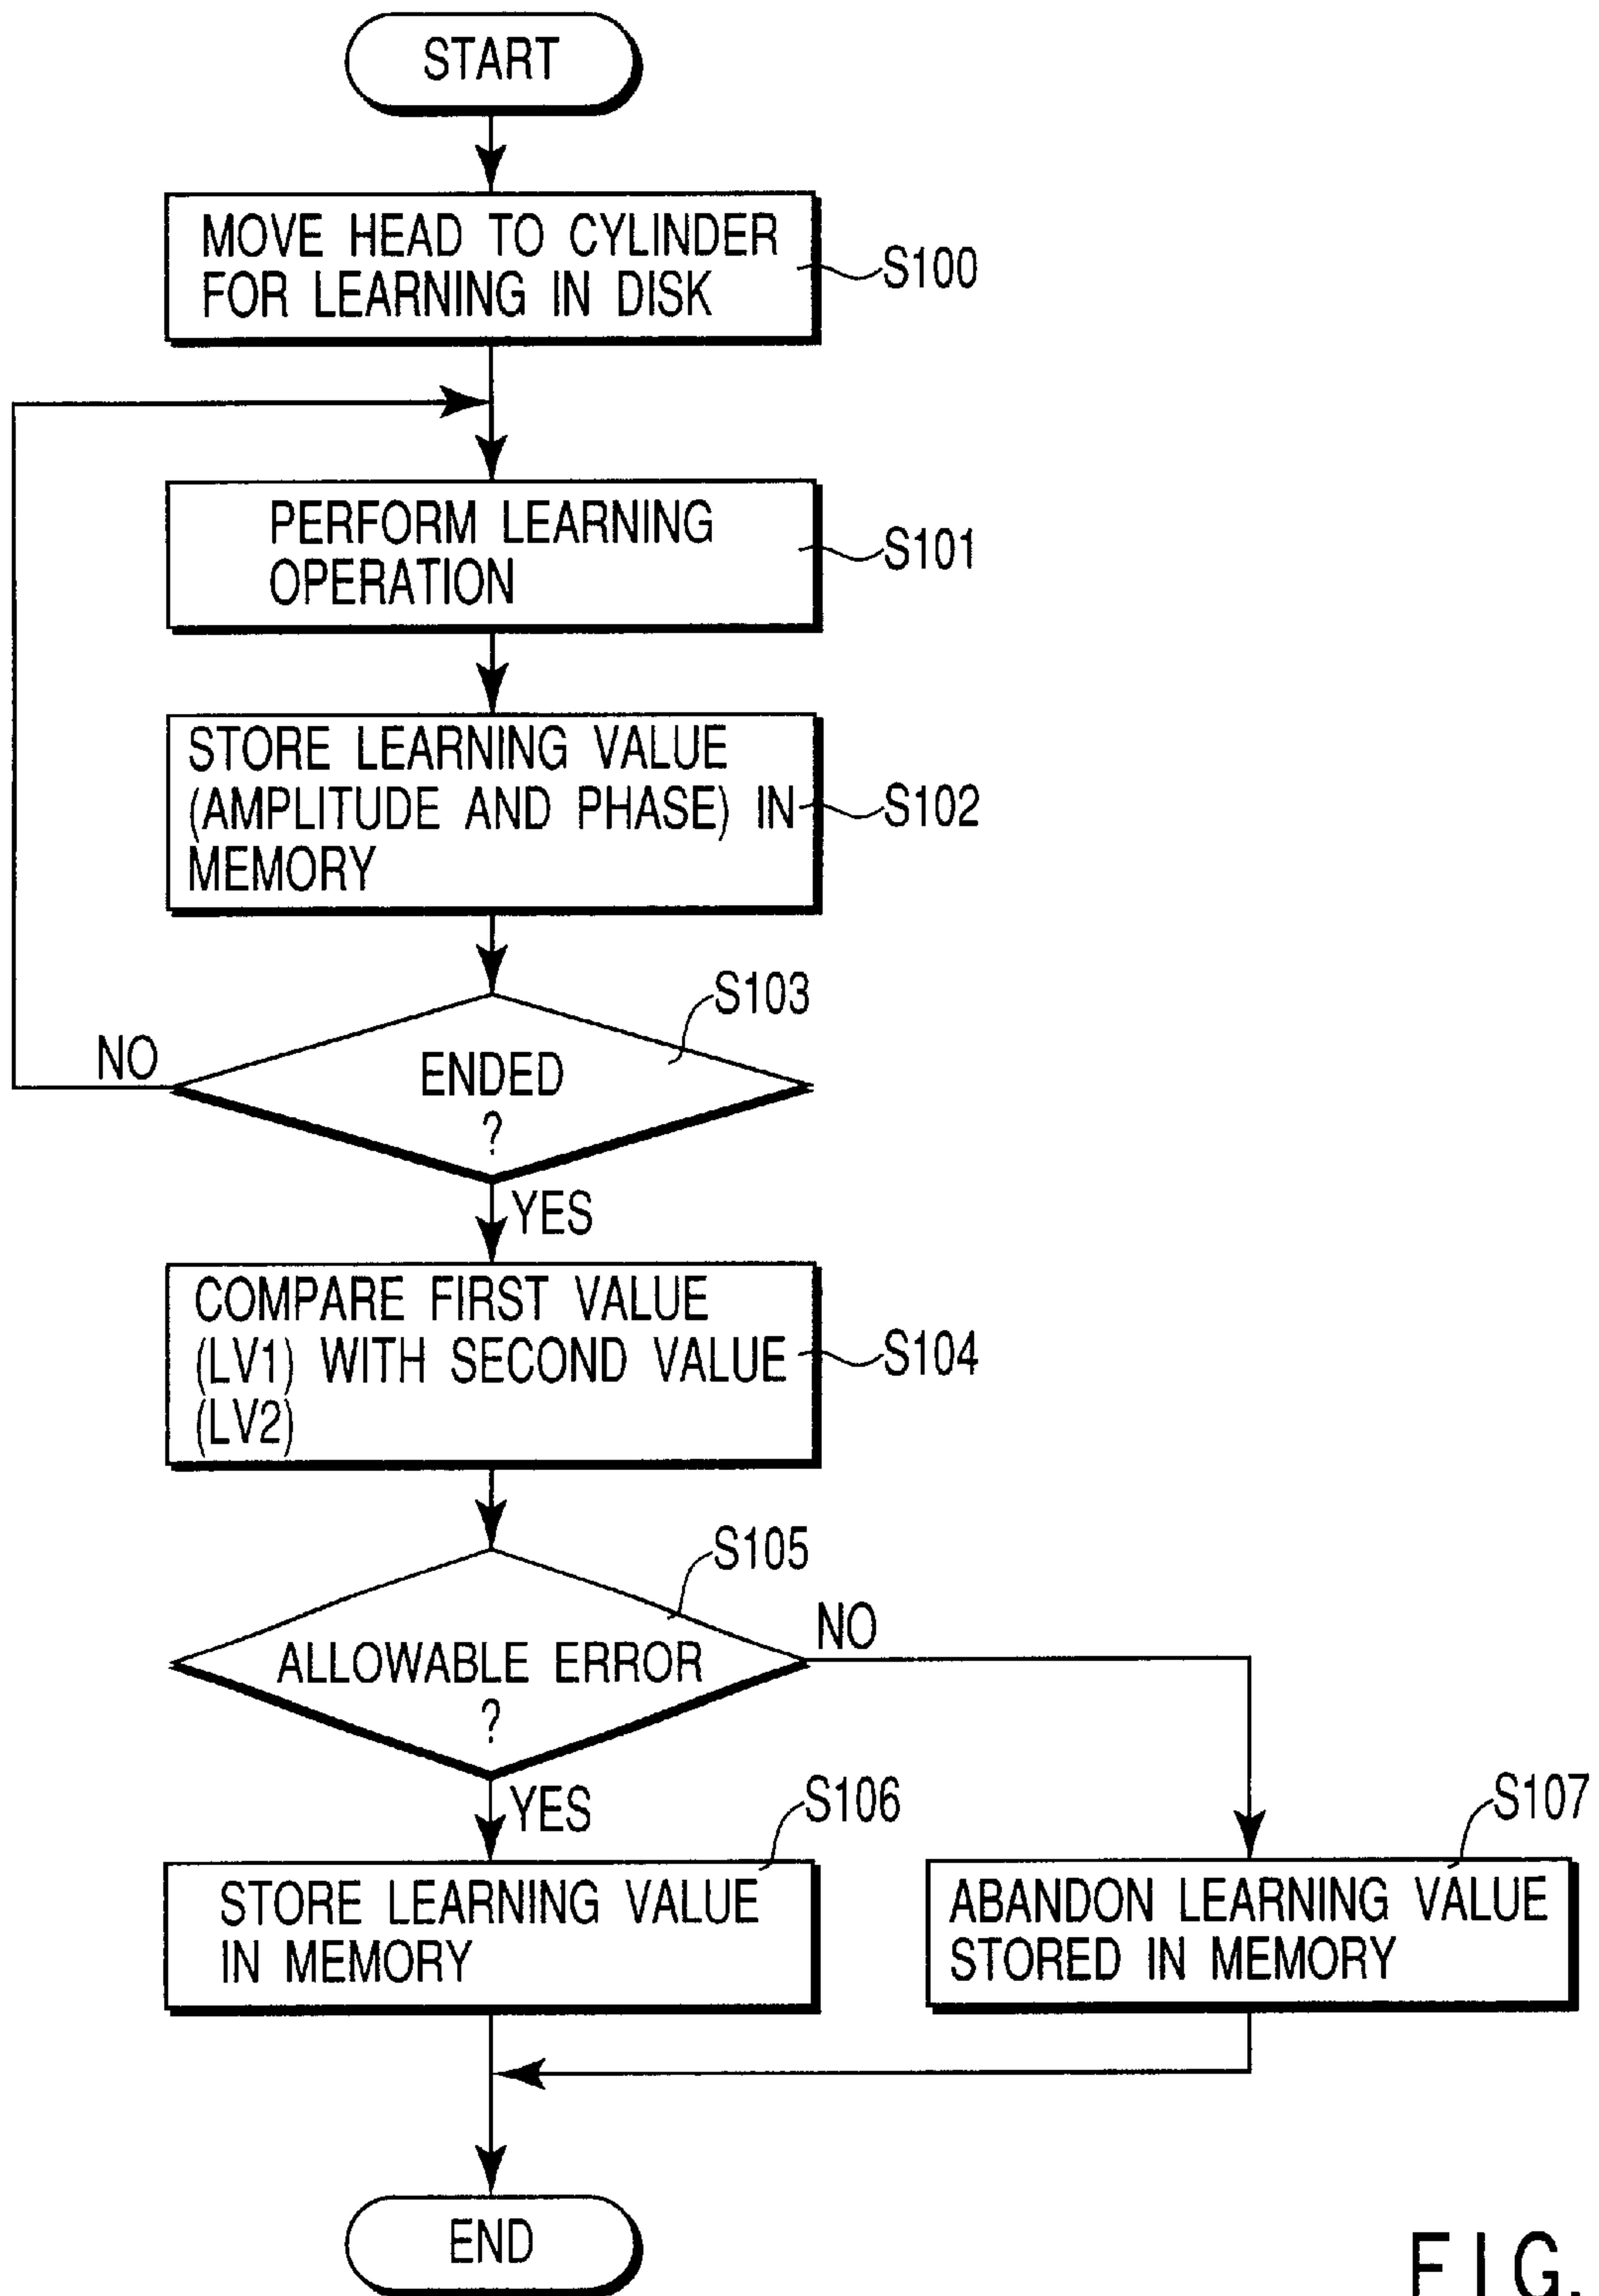 START
MOVE HEAD TO CYLINDER
FOR LEARNING IN DISK
S100
PERFORM LEARNING
OPERATION
S101
STORE LEARNING VALUE
(AMPLITUDE AND PHASE) IN
MEMORY
S102
S103
NO
ENDED
?
YES
COMPARE FIRST VALUE
(LV1) WITH SECOND VALUE
(LV2)
S104
S105
NO
ALLOWABLE ERROR
?
YES
S106
STORE LEARNING VALUE
IN MEMORY
S107
ABANDON LEARNING VALUE
STORED IN MEMORY
END
FIG.